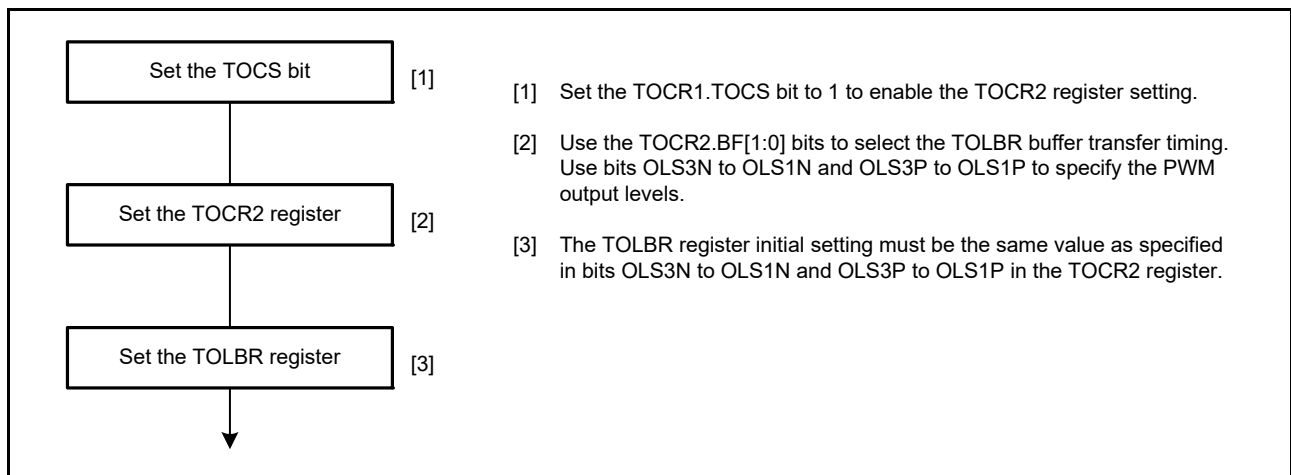 Set the TOCS bit [1]
Set the TOCR2 register [2]
Set the TOLBR register [3]
[1] Set the TOCR1.TOCS bit to 1 to enable the TOCR2 register setting.
[2] Use the TOCR2.BF[1:0] bits to select the TOLBR buffer transfer timing.
Use bits OLS3N to OLS1N and OLS3P to OLS1P to specify the PWM
output levels.
[3] The TOLBR register initial setting must be the same value as specified
in bits OLS3N to OLS1N and OLS3P to OLS1P in the TOCR2 register.